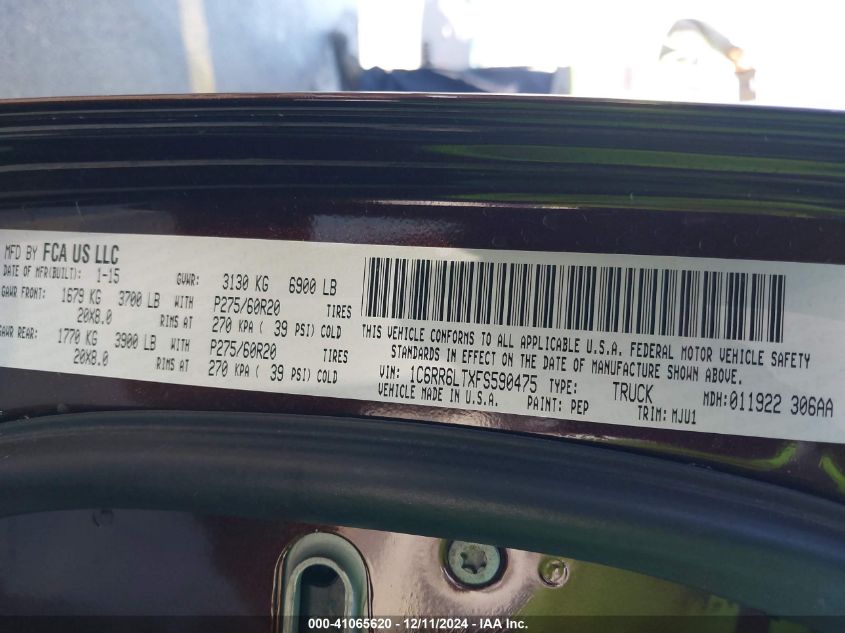 MFD BY FCA US LLC
DATE OF MFR(BUILT): 1-15 GVWR: 3130 KG 6900 LB
GAWR FRONT: 1679 KG 3700 LB WITH P275/60R20 TIRES
20X8.0 RIMS AT 270 KPA ( 39 PSI) COLD
GAWR REAR: 1770 KG 3900 LB WITH P275/60R20 TIRES
20X8.0 RIMS AT 270 KPA ( 39 PSI) COLD
THIS VEHICLE CONFORMS TO ALL APPLICABLE U.S.A. FEDERAL MOTOR VEHICLE SAFETY
STANDARDS IN EFFECT ON THE DATE OF MANUFACTURE SHOWN ABOVE.
VIN: 1C6RR6LTXFS590475 TYPE: TRUCK MDH:011922 306AA
VEHICLE MADE IN U.S.A. PAINT: PEP TRIM: MJU1
000-41065620 - 12/11/2024 - IAA Inc.